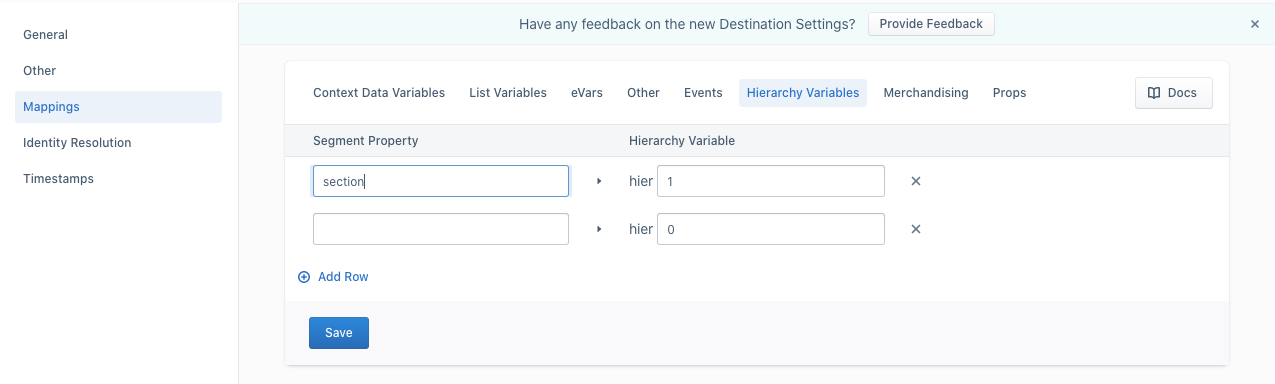 Have any feedback on the new Destination Settings? Provide Feedback
General
Other
Mappings
Identity Resolution
Timestamps
Context Data Variables List Variables eVars Other Events Hierarchy Variables Merchandising Props Docs
Segment Property Hierarchy Variable
section hier 1
hier 0
Add Row
Save